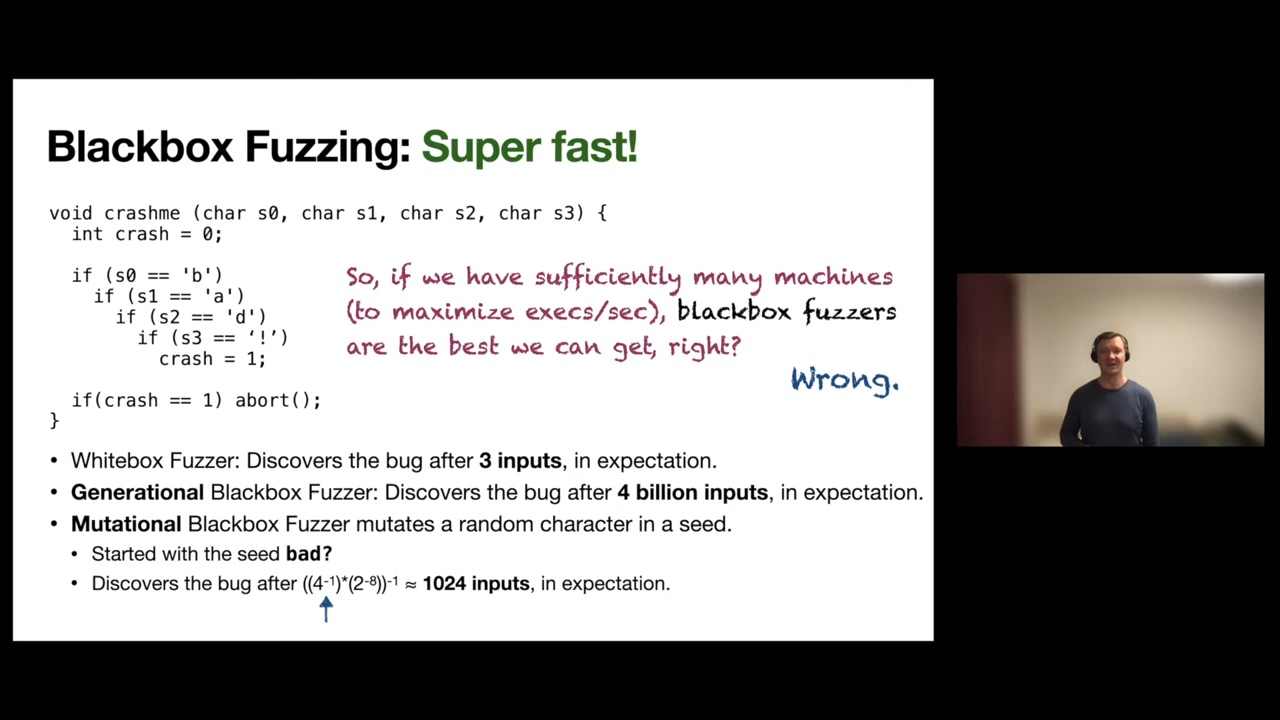 Blackbox Fuzzing: Super fast!
void crashme (char s0, char s1, char s2, char s3) {
int crash = 0;
if (s0 == 'b')
if (s1 == 'a')
if (s2 == 'd')
if (s3 == ‘!’)
crash = 1;
if(crash == 1) abort();
}
So, if we have sufficiently many machines
(to maximize execs/sec), blackbox fuzzers
are the best we can get, right?
Wrong.
• Whitebox Fuzzer: Discovers the bug after 3 inputs, in expectation.
• Generational Blackbox Fuzzer: Discovers the bug after 4 billion inputs, in expectation.
• Mutational Blackbox Fuzzer mutates a random character in a seed.
• Started with the seed bad?
• Discovers the bug after ((4⁻¹)*(2⁻⁸))⁻¹ ≈ 1024 inputs, in expectation.